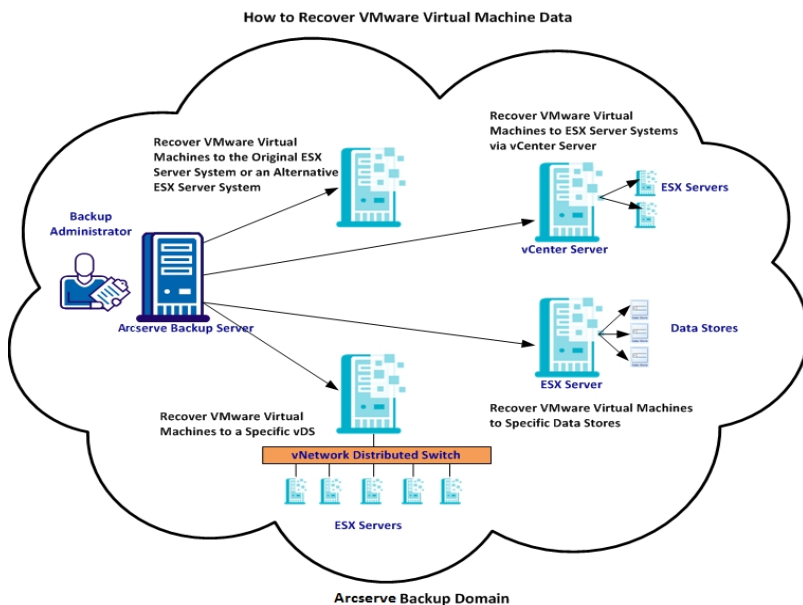 How to Recover VMware Virtual Machine Data
Recover VMware Virtual
Machines to the Original ESX
Server System or an Alternative
ESX Server System
Recover VMware Virtual
Machines to ESX Server Systems
via vCenter Server
ESX Servers
vCenter Server
Backup
Administrator
Arcserve Backup Server
Data Stores
ESX Server
Recover VMware Virtual Machines
to Specific Data Stores
Recover VMware Virtual
Machines to a Specific vDS
vNetwork Distributed Switch
ESX Servers
Arcserve Backup Domain